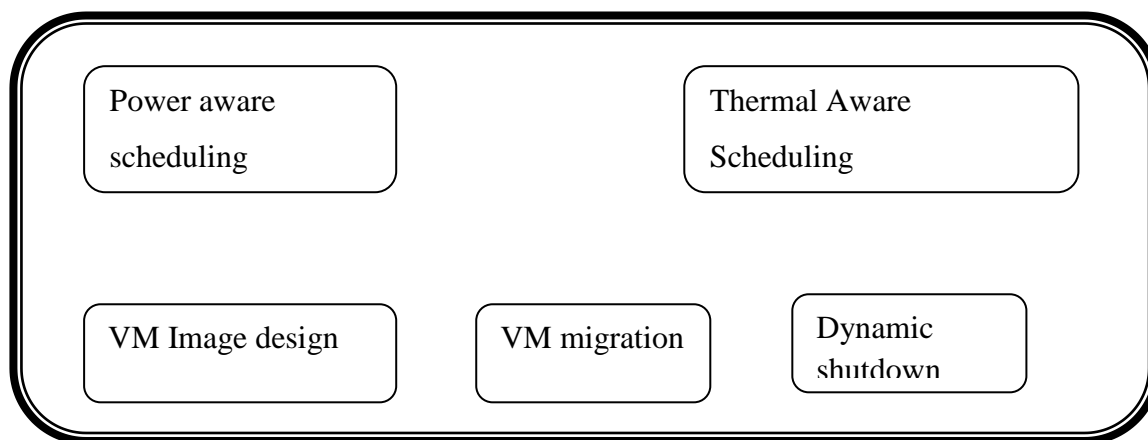 Power aware
scheduling
Thermal Aware
Scheduling
VM Image design
VM migration
Dynamic
shutdown